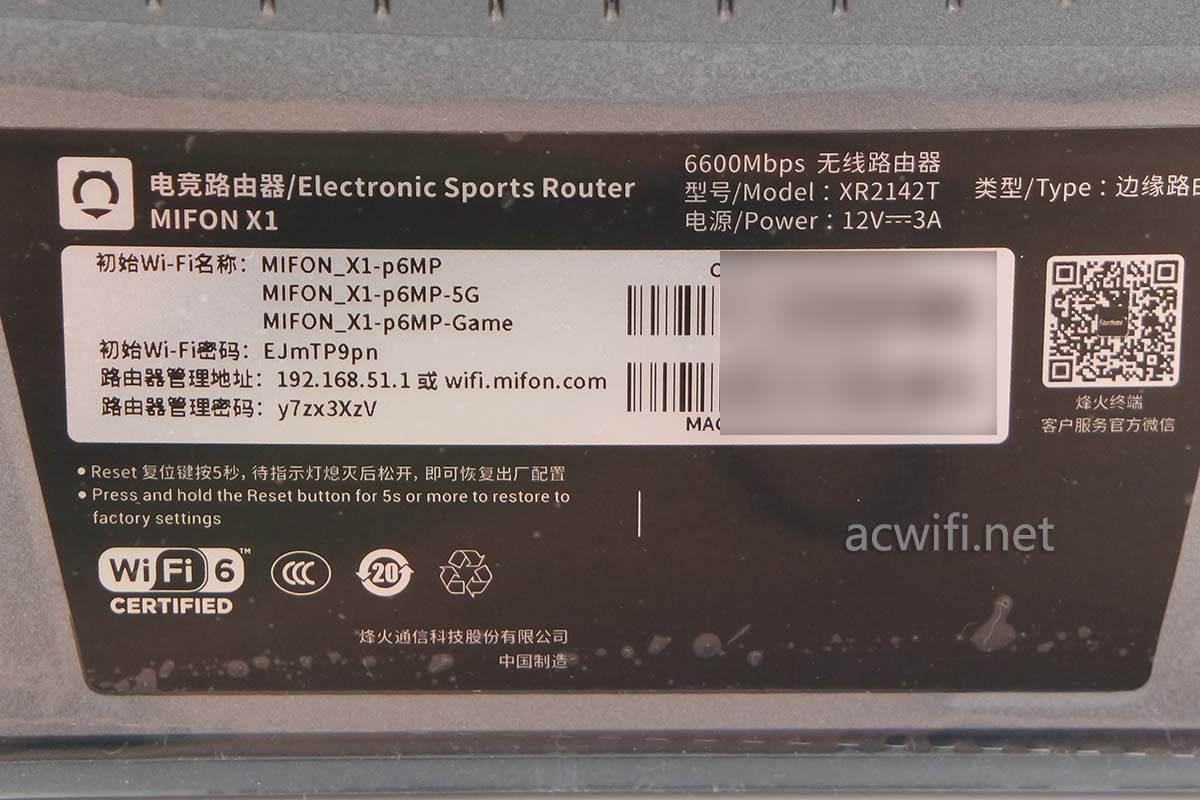 电竞路由器/Electronic Sports Router
MIFON X1
6600Mbps 无线路由器
型号/Model：XR2142T
电源/Power：12V⎓3A
类型/Type：边缘路由
初始Wi-Fi名称：MIFON_X1-p6MP
MIFON_X1-p6MP-5G
MIFON_X1-p6MP-Game
初始Wi-Fi密码：EJmTP9pn
路由器管理地址：192.168.51.1 或 wifi.mifon.com
路由器管理密码：y7zx3XzV
MAC
烽火终端
客户服务官方微信
● Reset 复位键按5秒，待指示灯熄灭后松开，即可恢复出厂配置
● Press and hold the Reset button for 5s or more to restore to
factory settings
Wi Fi 6™
CERTIFIED
CCC
20
烽火通信科技股份有限公司
中国制造
acwifi.net